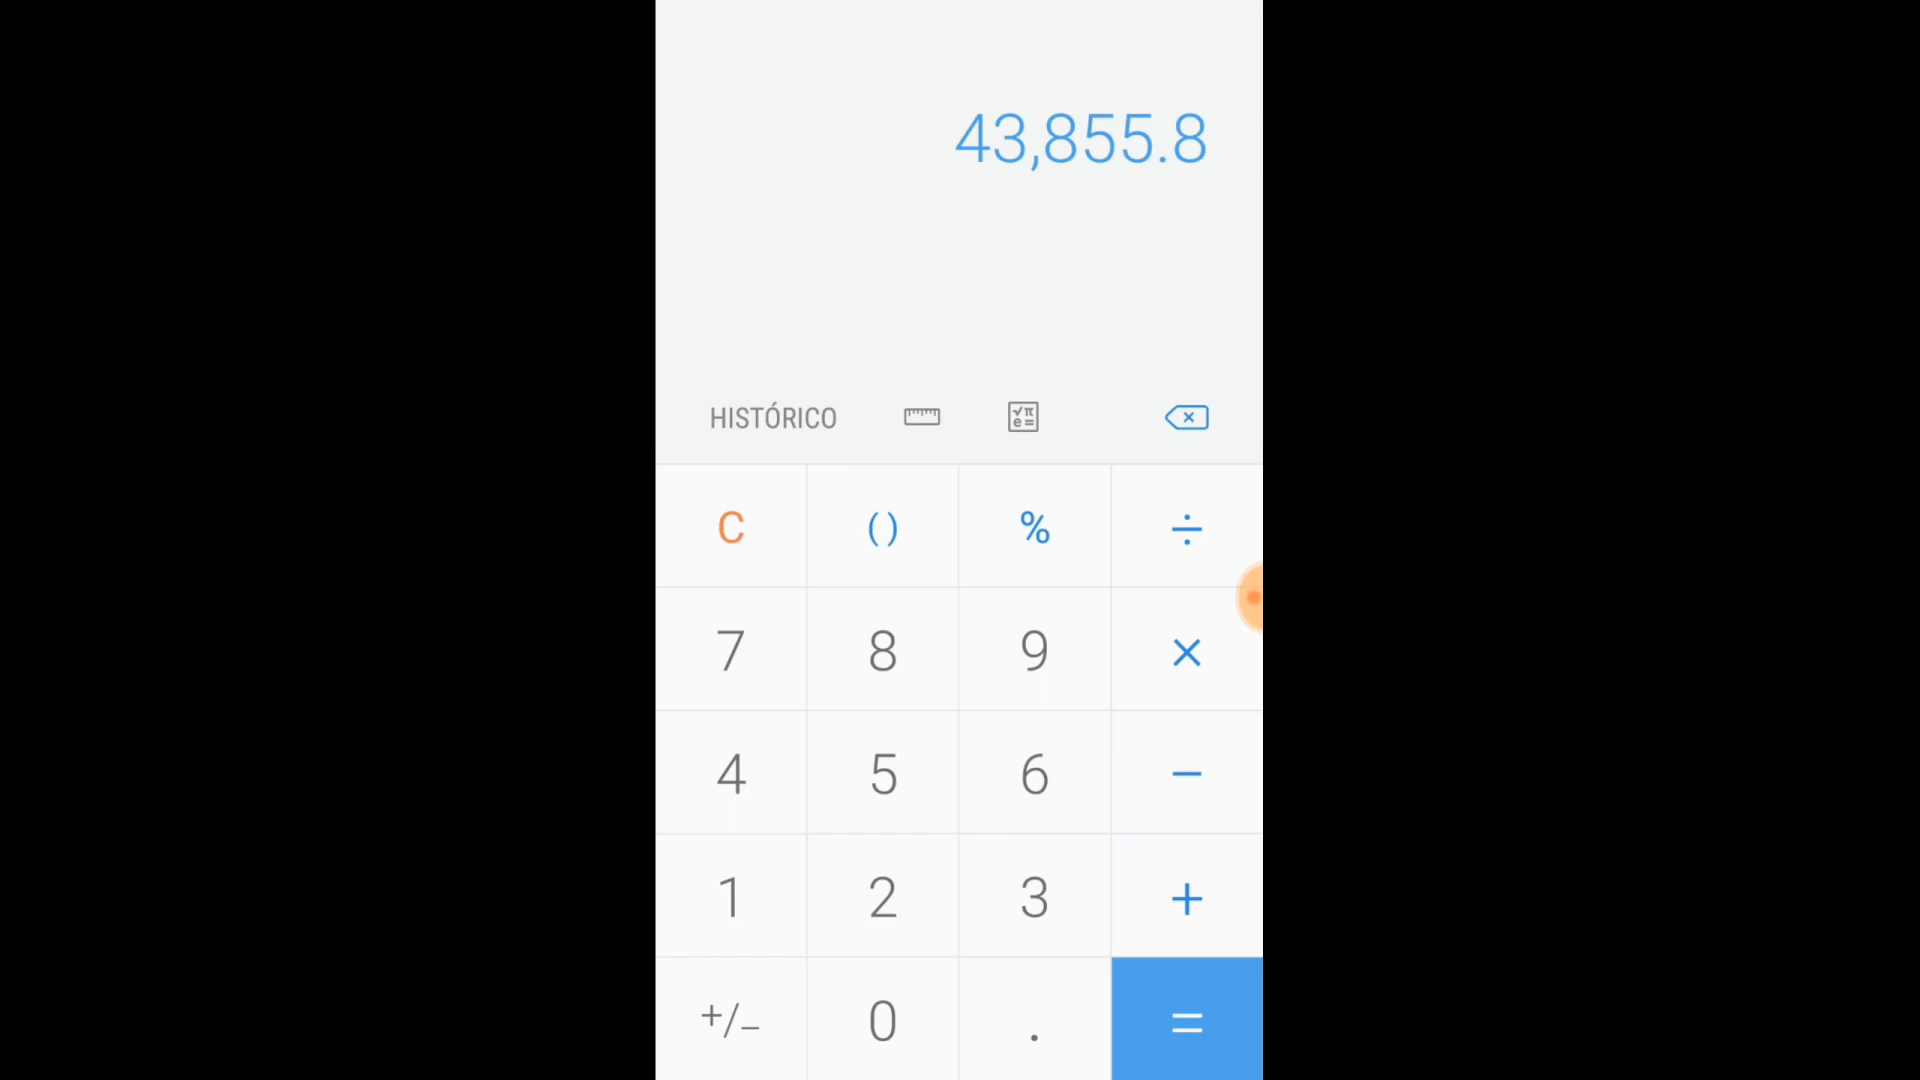 43,855.8
HISTÓRICO
√π
e=
C ( ) % ÷
7 8 9 ×
4 5 6 −
1 2 3 +
+/− 0 . =